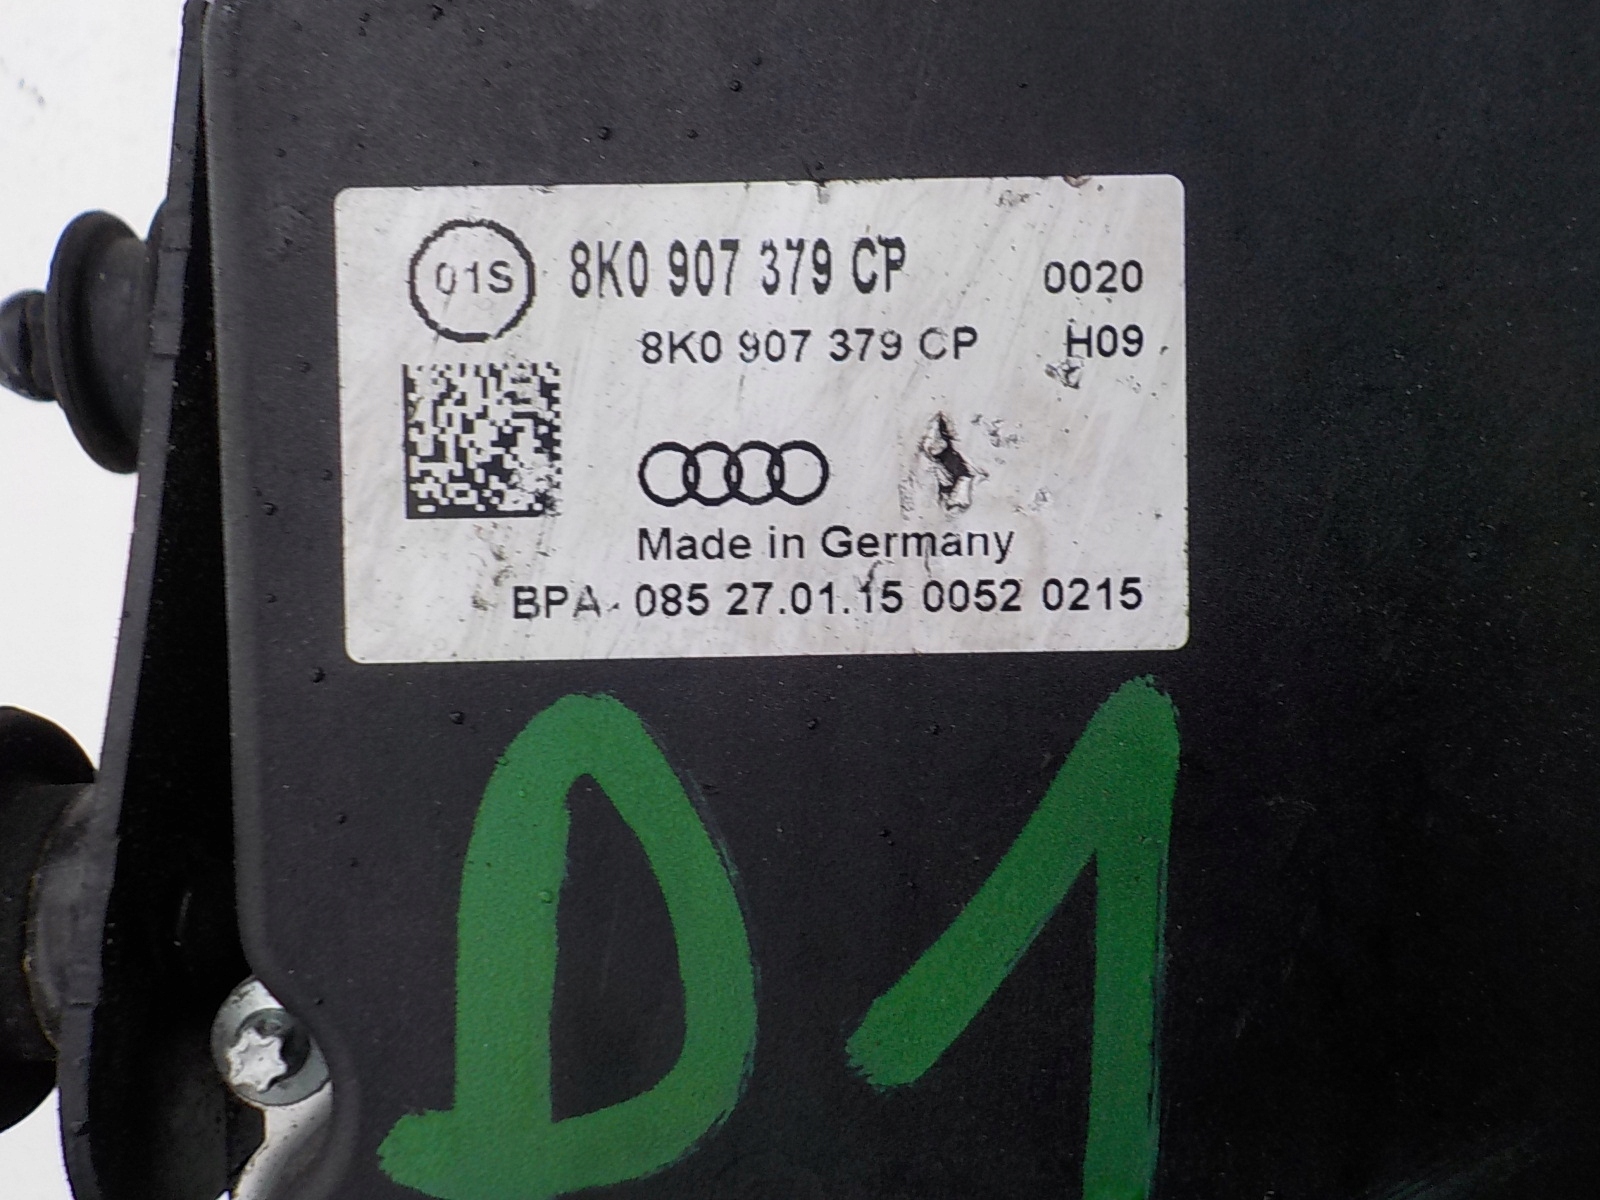 01S 8K0 907 379 CP 0020
8K0 907 379 CP H09
Made in Germany
BPA 085 27.01.15 0052 0215
D1